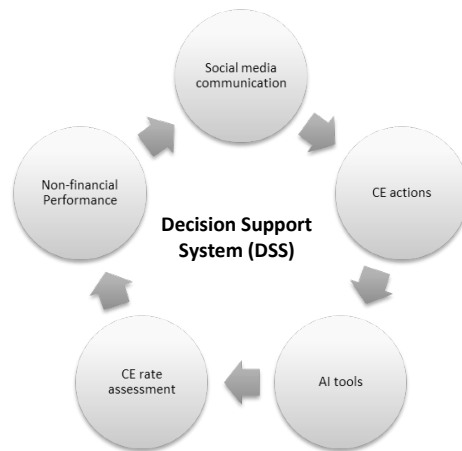 Social media
communication
CE actions
AI tools
CE rate
assessment
Non-financial
Performance
Decision Support
System (DSS)